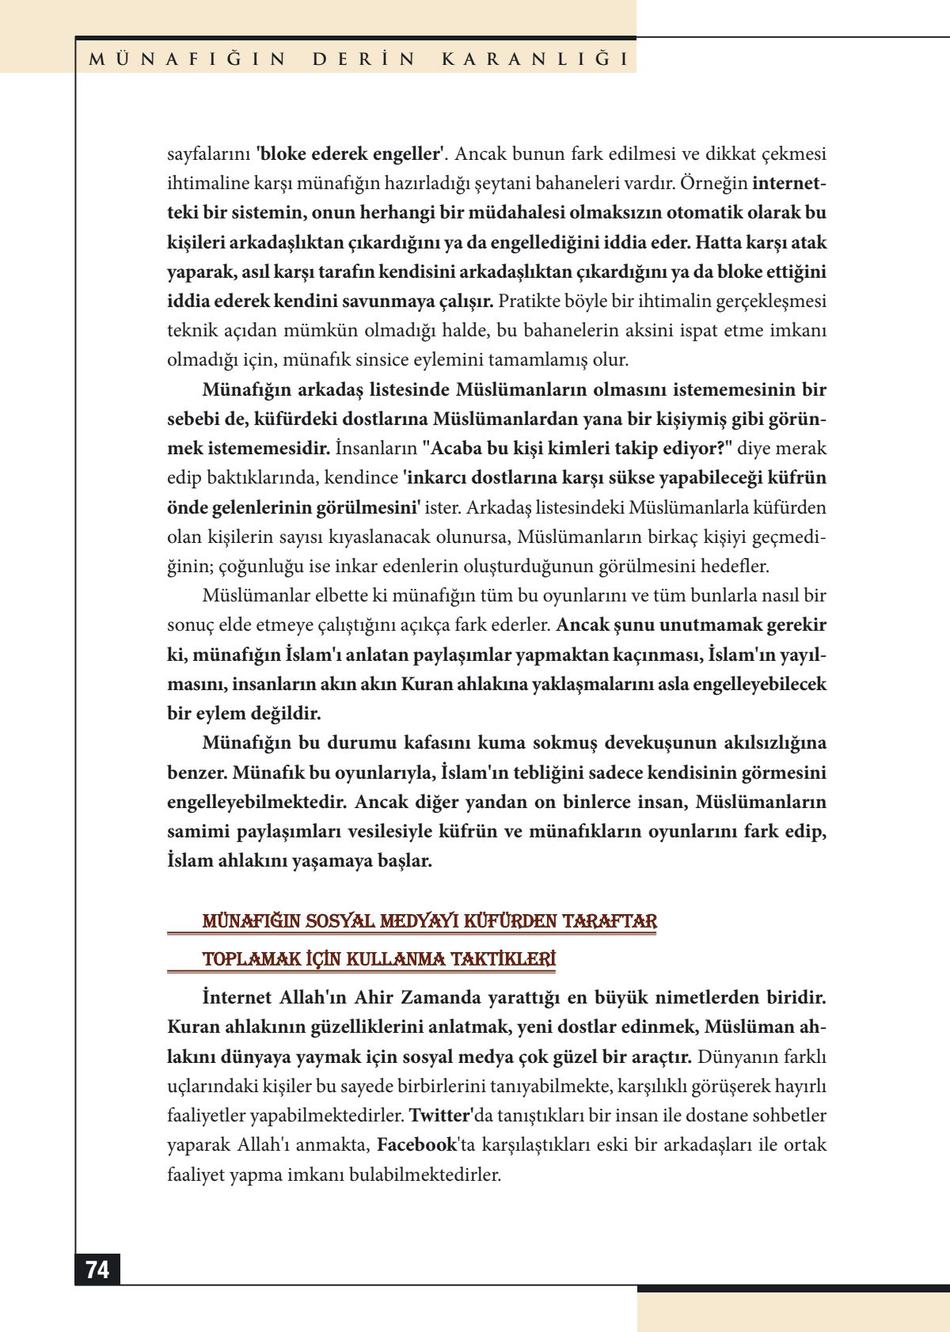 MÜNAFIĞIN DERİN KARANLIĞI
sayfalarını 'bloke ederek engeller'. Ancak bunun fark edilmesi ve dikkat çekmesi
ihtimaline karşı münafığın hazırladığı şeytani bahaneleri vardır. Örneğin internet-
teki bir sistemin, onun herhangi bir müdahalesi olmaksızın otomatik olarak bu
kişileri arkadaşlıktan çıkardığını ya da engellediğini iddia eder. Hatta karşı atak
yaparak, asıl karşı tarafın kendisini arkadaşlıktan çıkardığını ya da bloke ettiğini
iddia ederek kendini savunmaya çalışır. Pratikte böyle bir ihtimalin gerçekleşmesi
teknik açıdan mümkün olmadığı halde, bu bahanelerin aksini ispat etme imkanı
olmadığı için, münafık sinsice eylemini tamamlamış olur.
Münafığın arkadaş listesinde Müslümanların olmasını istememesinin bir
sebebi de, küfürdeki dostlarına Müslümanlardan yana bir kişiymiş gibi görün-
mek istememesidir. İnsanların "Acaba bu kişi kimleri takip ediyor?" diye merak
edip baktıklarında, kendince 'inkarcı dostlarına karşı sükse yapabileceği küfrün
önde gelenlerinin görülmesini' ister. Arkadaş listesindeki Müslümanlarla küfürden
olan kişilerin sayısı kıyaslanacak olunursa, Müslümanların birkaç kişiyi geçmedi-
ğinin; çoğunluğu ise inkar edenlerin oluşturduğunun görülmesini hedefler.
Müslümanlar elbette ki münafığın tüm bu oyunlarını ve tüm bunlarla nasıl bir
sonuç elde etmeye çalıştığını açıkça fark ederler. Ancak şunu unutmamak gerekir
ki, münafığın İslam'ı anlatan paylaşımlar yapmaktan kaçınması, İslam'ın yayıl-
masını, insanların akın akın Kuran ahlakına yaklaşmalarını asla engelleyebilecek
bir eylem değildir.
Münafığın bu durumu kafasını kuma sokmuş devekuşunun akılsızlığına
benzer. Münafık bu oyunlarıyla, İslam'ın tebliğini sadece kendisinin görmesini
engelleyebilmektedir. Ancak diğer yandan on binlerce insan, Müslümanların
samimi paylaşımları vesilesiyle küfrün ve münafıkların oyunlarını fark edip,
İslam ahlakını yaşamaya başlar.
MÜNAFIĞIN SOSYAL MEDYAYI KÜFÜRDEN TARAFTAR
TOPLAMAK İÇİN KULLANMA TAKTİKLERİ
İnternet Allah'ın Ahir Zamanda yarattığı en büyük nimetlerden biridir.
Kuran ahlakının güzelliklerini anlatmak, yeni dostlar edinmek, Müslüman ah-
lakını dünyaya yaymak için sosyal medya çok güzel bir araçtır. Dünyanın farklı
uçlarındaki kişiler bu sayede birbirlerini tanıyabilmekte, karşılıklı görüşerek hayırlı
faaliyetler yapabilmektedirler. Twitter'da tanıştıkları bir insan ile dostane sohbetler
yaparak Allah'ı anmakta, Facebook'ta karşılaştıkları eski bir arkadaşları ile ortak
faaliyet yapma imkanı bulabilmektedirler.
74